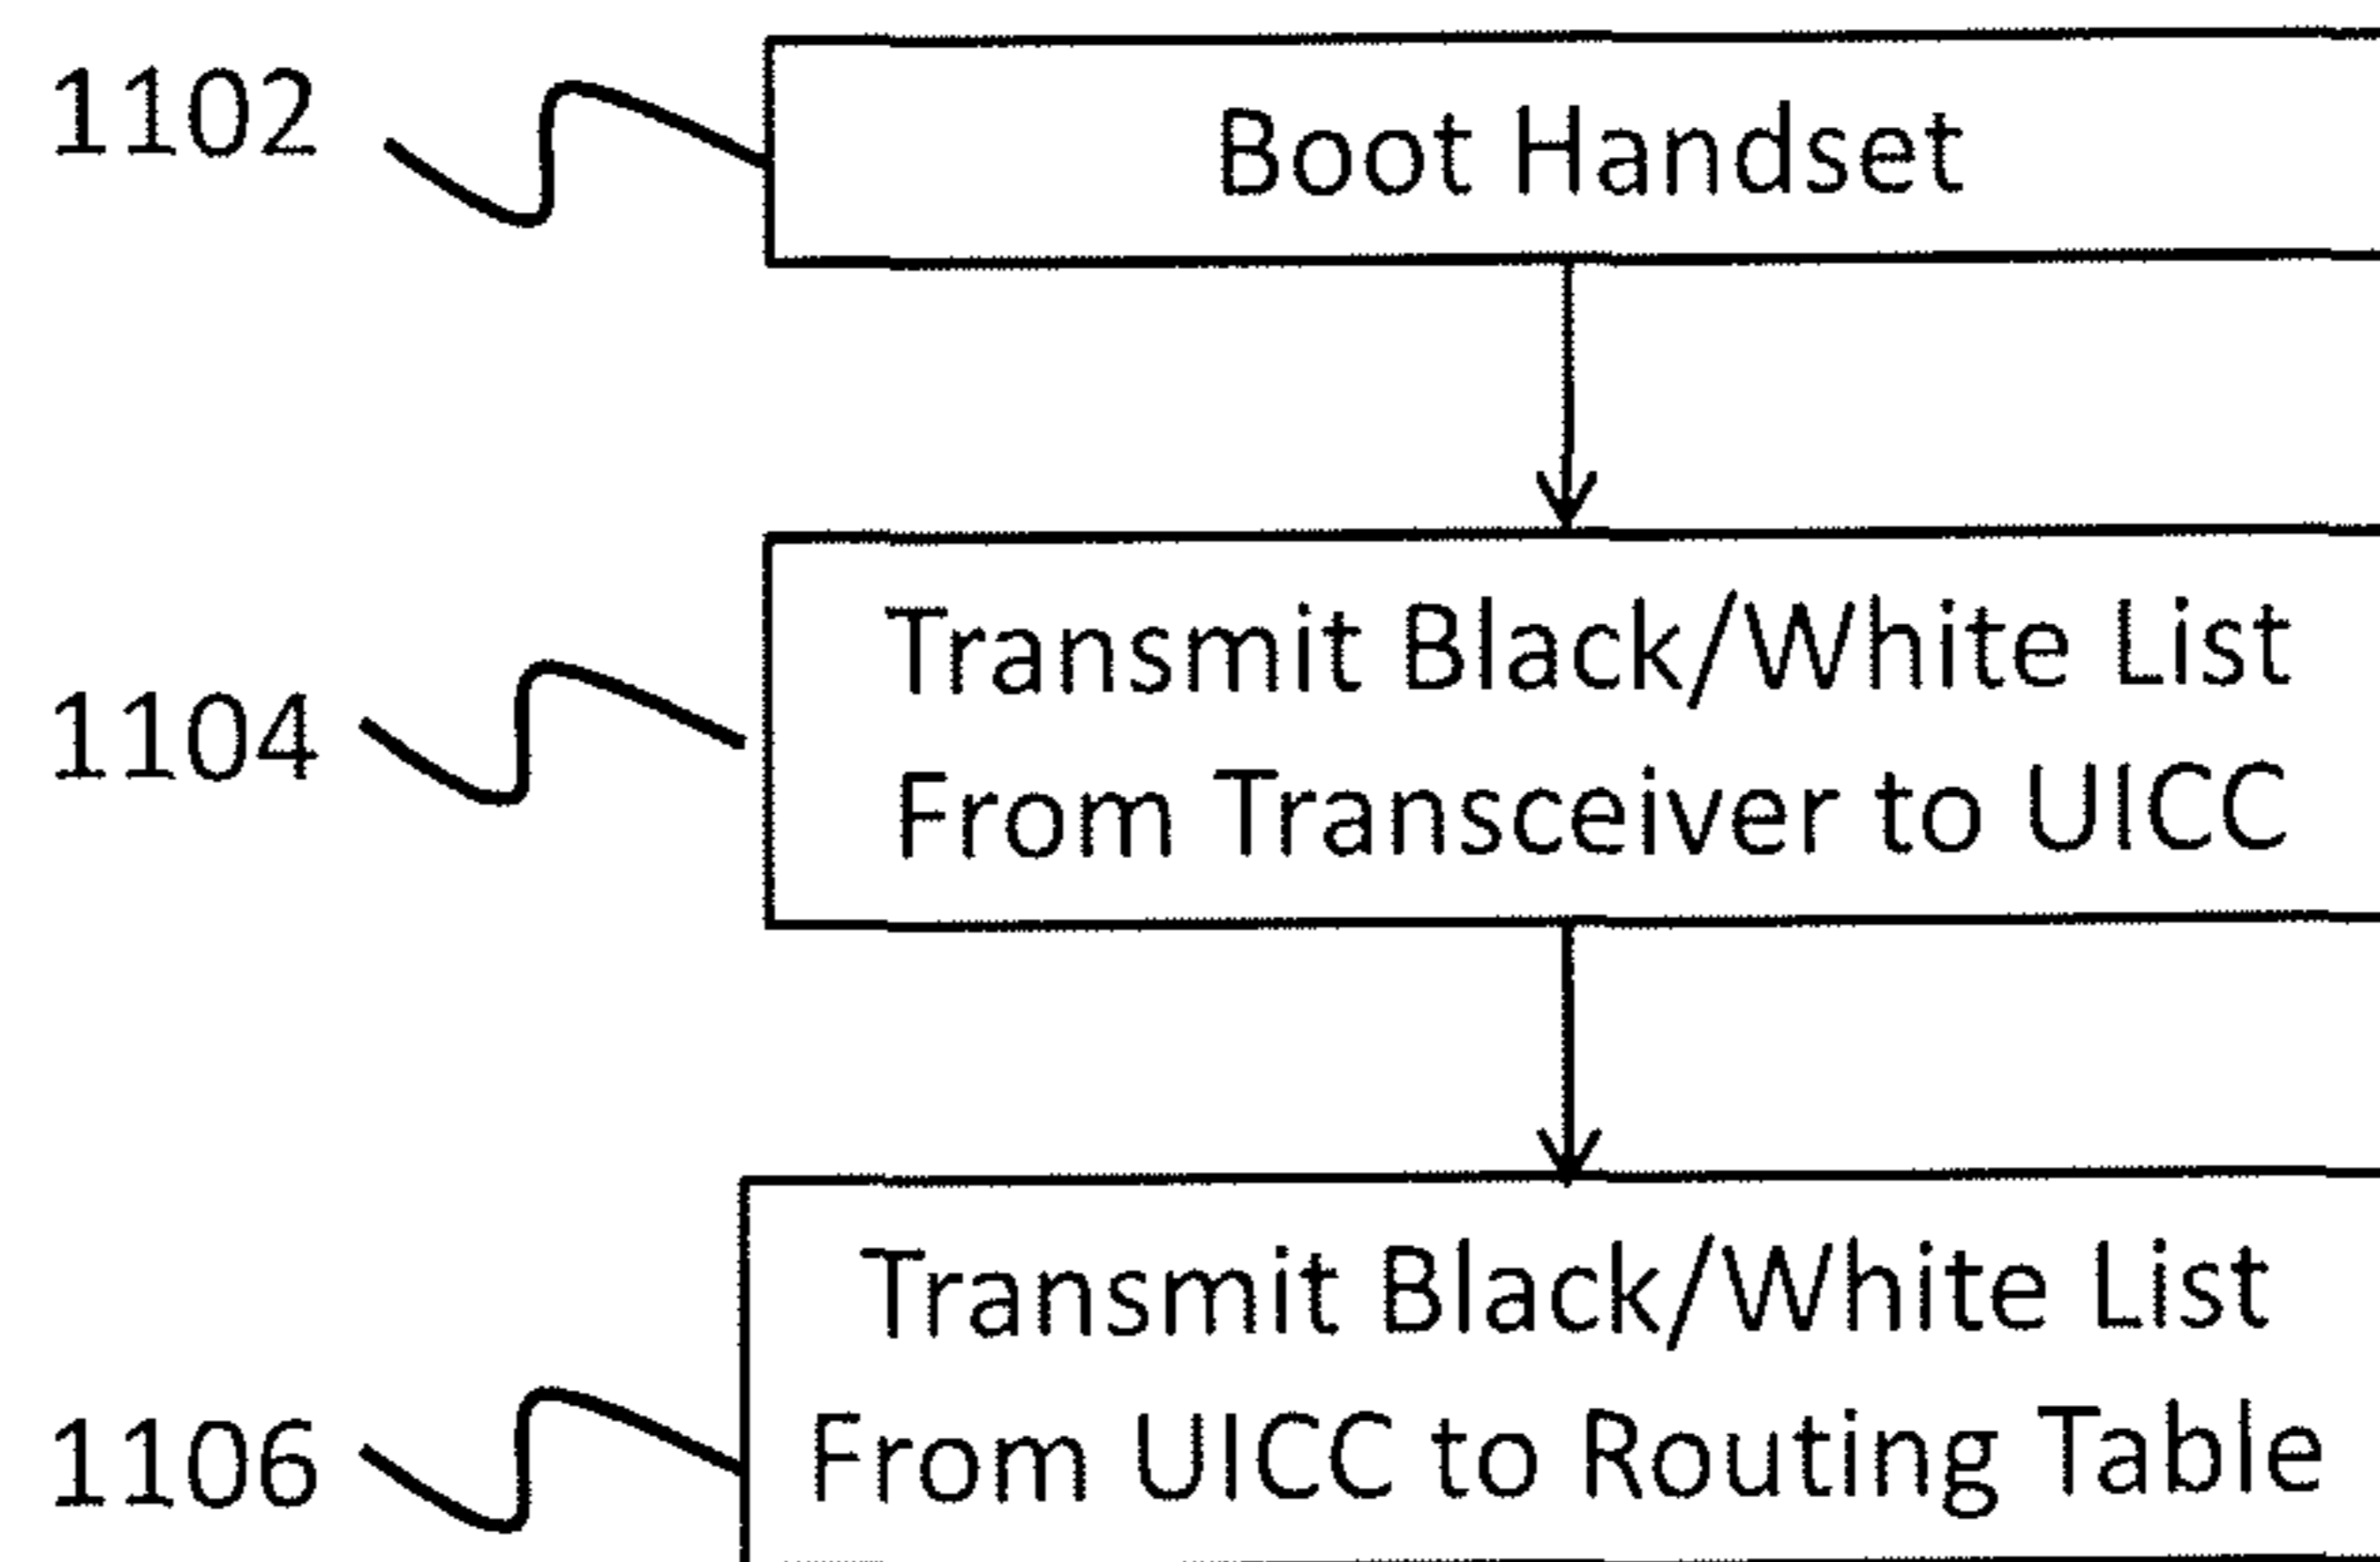 1102
Boot Handset
1104
Transmit Black/White List
From Transceiver to UICC
1106
Transmit Black/White List
From UICC to Routing Table